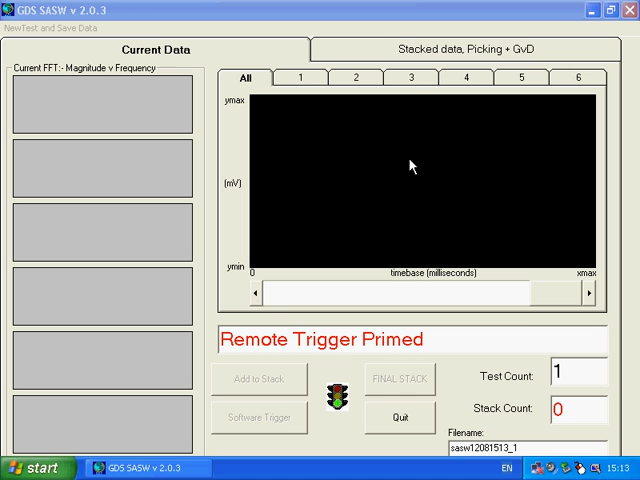 GDS SASW v 2.0.3
NewTest and Save Data
Current Data
Stacked data, Picking + GvD
Current FFT:- Magnitude v Frequency
All 1 2 3 4 5 6
ymax
(mV)
ymin
0 timebase (milliseconds) xmax
Remote Trigger Primed
Add to Stack
FINAL STACK
Test Count: 1
Software Trigger
Quit
Stack Count: 0
Filename:
sasw12081513_1
start GDS SASW v 2.0.3 EN 15:13